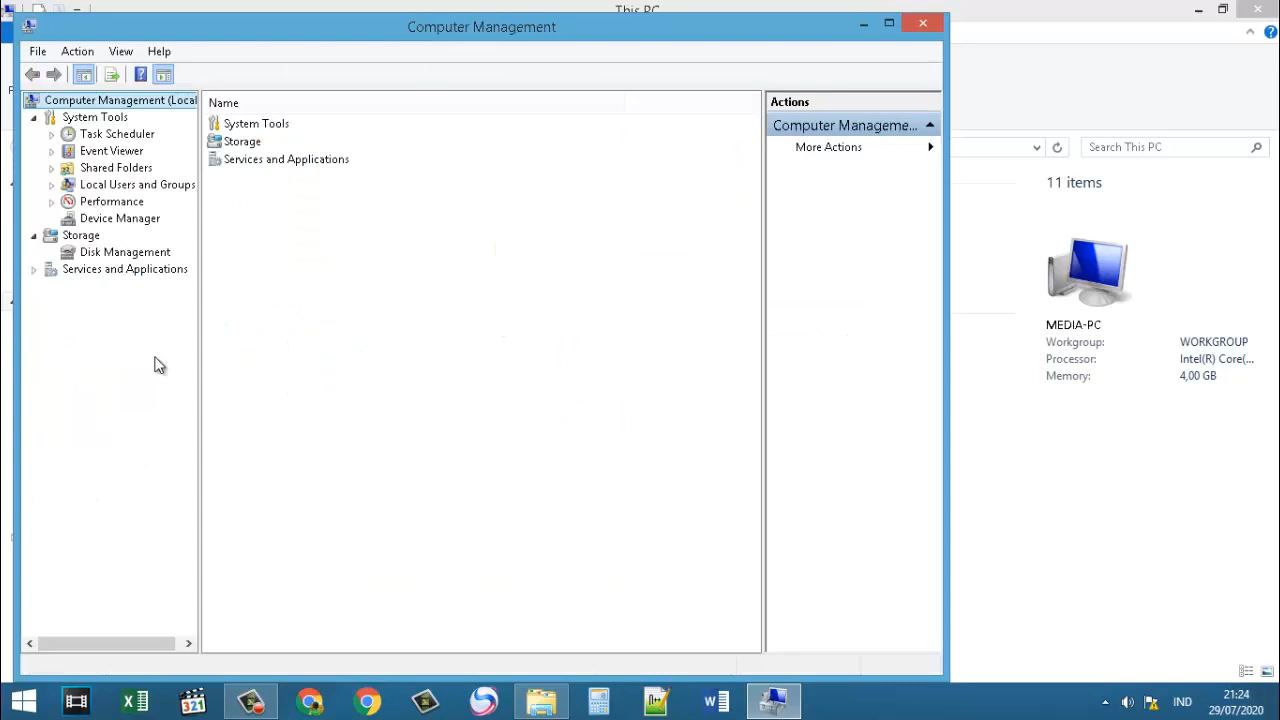 This PC
Computer Management
File Action View Help
Computer Management (Local
System Tools
Task Scheduler
Event Viewer
Shared Folders
Local Users and Groups
Performance
Device Manager
Storage
Disk Management
Services and Applications
Name
System Tools
Storage
Services and Applications
Actions
Computer Manageme...
More Actions
Search This PC
11 items
MEDIA-PC
Workgroup: WORKGROUP
Processor: Intel(R) Core(...
Memory: 4,00 GB
IND
21:24
29/07/2020